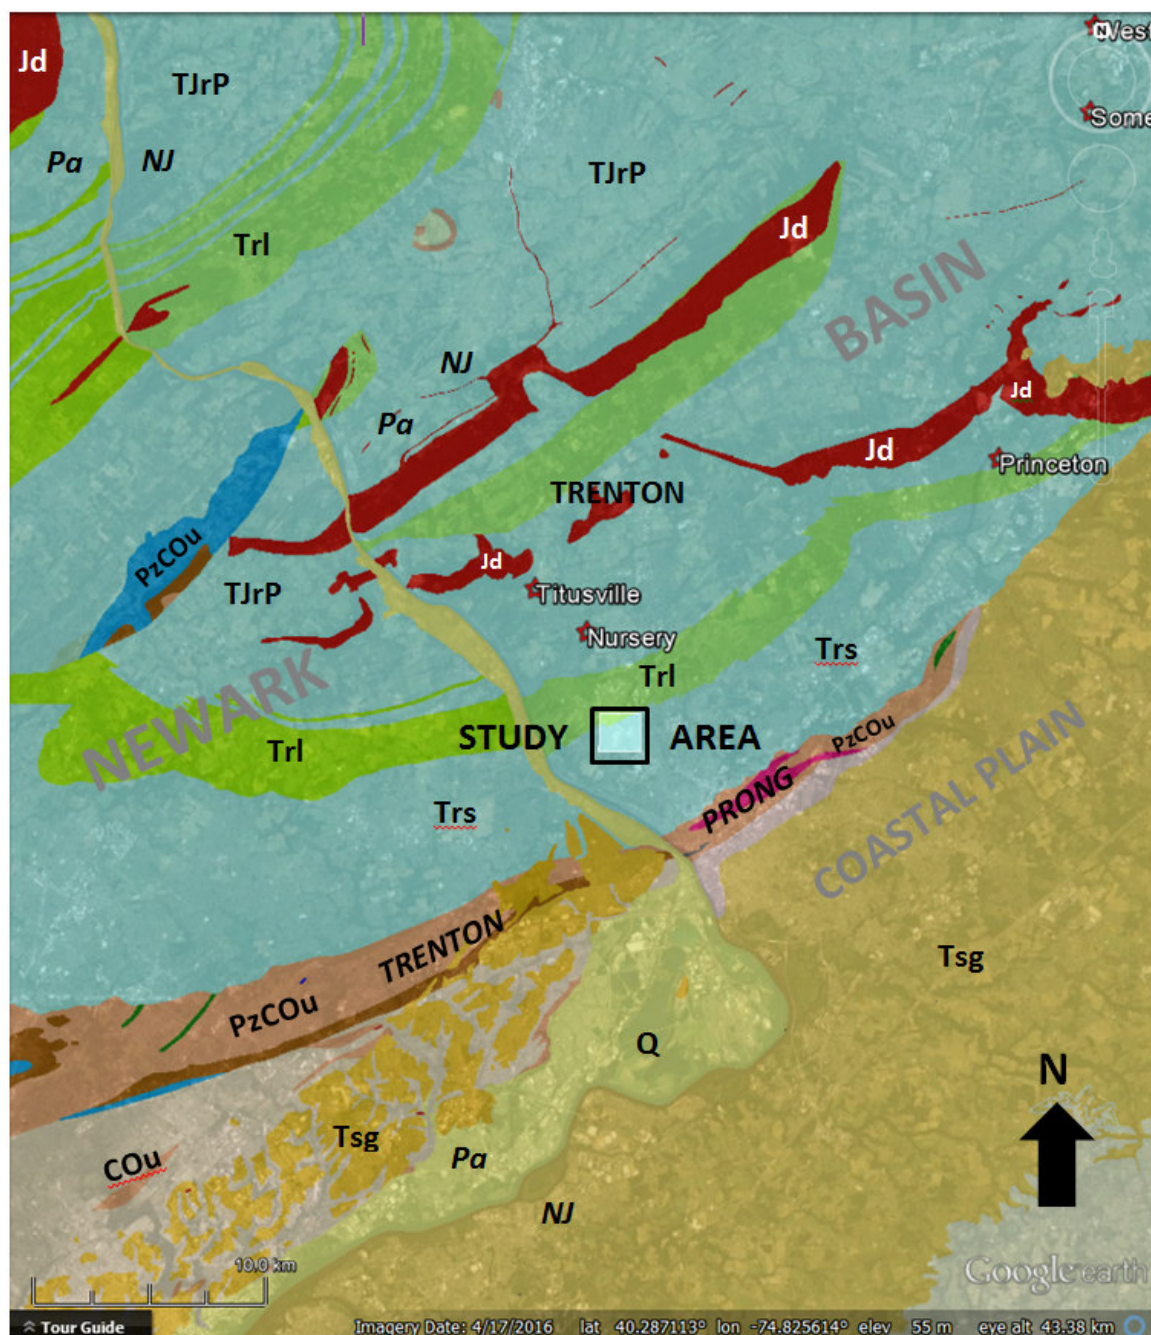 West
N
Jd
TJrP
Some
Pa
NJ
TJrP
Jd
Trl
BASIN
NJ
Pa
Jd
Jd
Princeton
TRENTON
PzCOu
Jd
TJrP
Titusville
Nursery
Trs
Trl
NEWARK
STUDY AREA
Trl
PzCOu
PRONG
Trs
COASTAL PLAIN
TRENTON
Tsg
PzCOu
Q
N
Tsg
COu
Pa
NJ
10.0 km
Google earth
Tour Guide
Imagery Date: 4/17/2016 lat 40.287113° lon -74.825614° elev 55 m eye alt 43.38 km